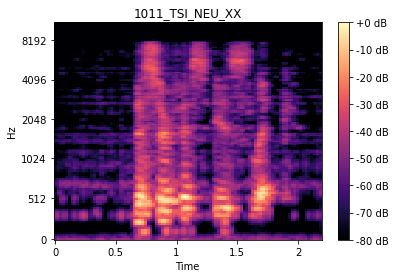 1011_TSI_NEU_XX
8192
4096
2048
1024
512
0
Hz
0
0.5
1
1.5
2
Time
+0 dB
-10 dB
-20 dB
-30 dB
-40 dB
-50 dB
-60 dB
-70 dB
-80 dB